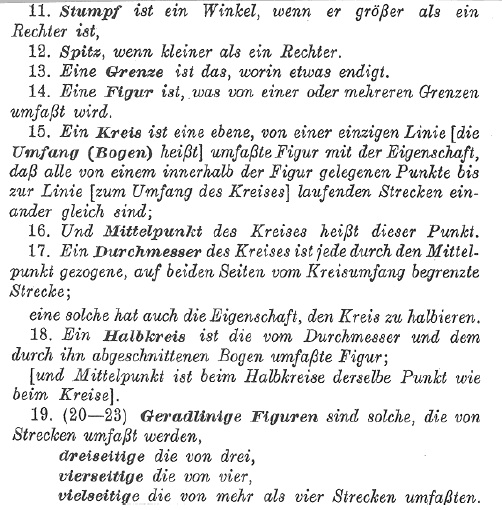 11. Stumpf ist ein Winkel, wenn er größer als ein
Rechter ist,
12. Spitz, wenn kleiner als ein Rechter.
13. Eine Grenze ist das, worin etwas endigt.
14. Eine Figur ist, was von einer oder mehreren Grenzen
umfaßt wird.
15. Ein Kreis ist eine ebene, von einer einzigen Linie [die
Umfang (Bogen) heißt] umfaßte Figur mit der Eigenschaft,
daß alle von einem innerhalb der Figur gelegenen Punkte bis
zur Linie [zum Umfang des Kreises] laufenden Strecken ein-
ander gleich sind;
16. Und Mittelpunkt des Kreises heißt dieser Punkt.
17. Ein Durchmesser des Kreises ist jede durch den Mittel-
punkt gezogene, auf beiden Seiten vom Kreisumfang begrenzte
Strecke;
eine solche hat auch die Eigenschaft, den Kreis zu halbieren.
18. Ein Halbkreis ist die vom Durchmesser und dem
durch ihn abgeschnittenen Bogen umfaßte Figur;
[und Mittelpunkt ist beim Halbkreise derselbe Punkt wie
beim Kreise].
19. (20—23) Geradlinige Figuren sind solche, die von
Strecken umfaßt werden,
dreiseitige die von drei,
vierseitige die von vier,
vielseitige die von mehr als vier Strecken umfaßten.